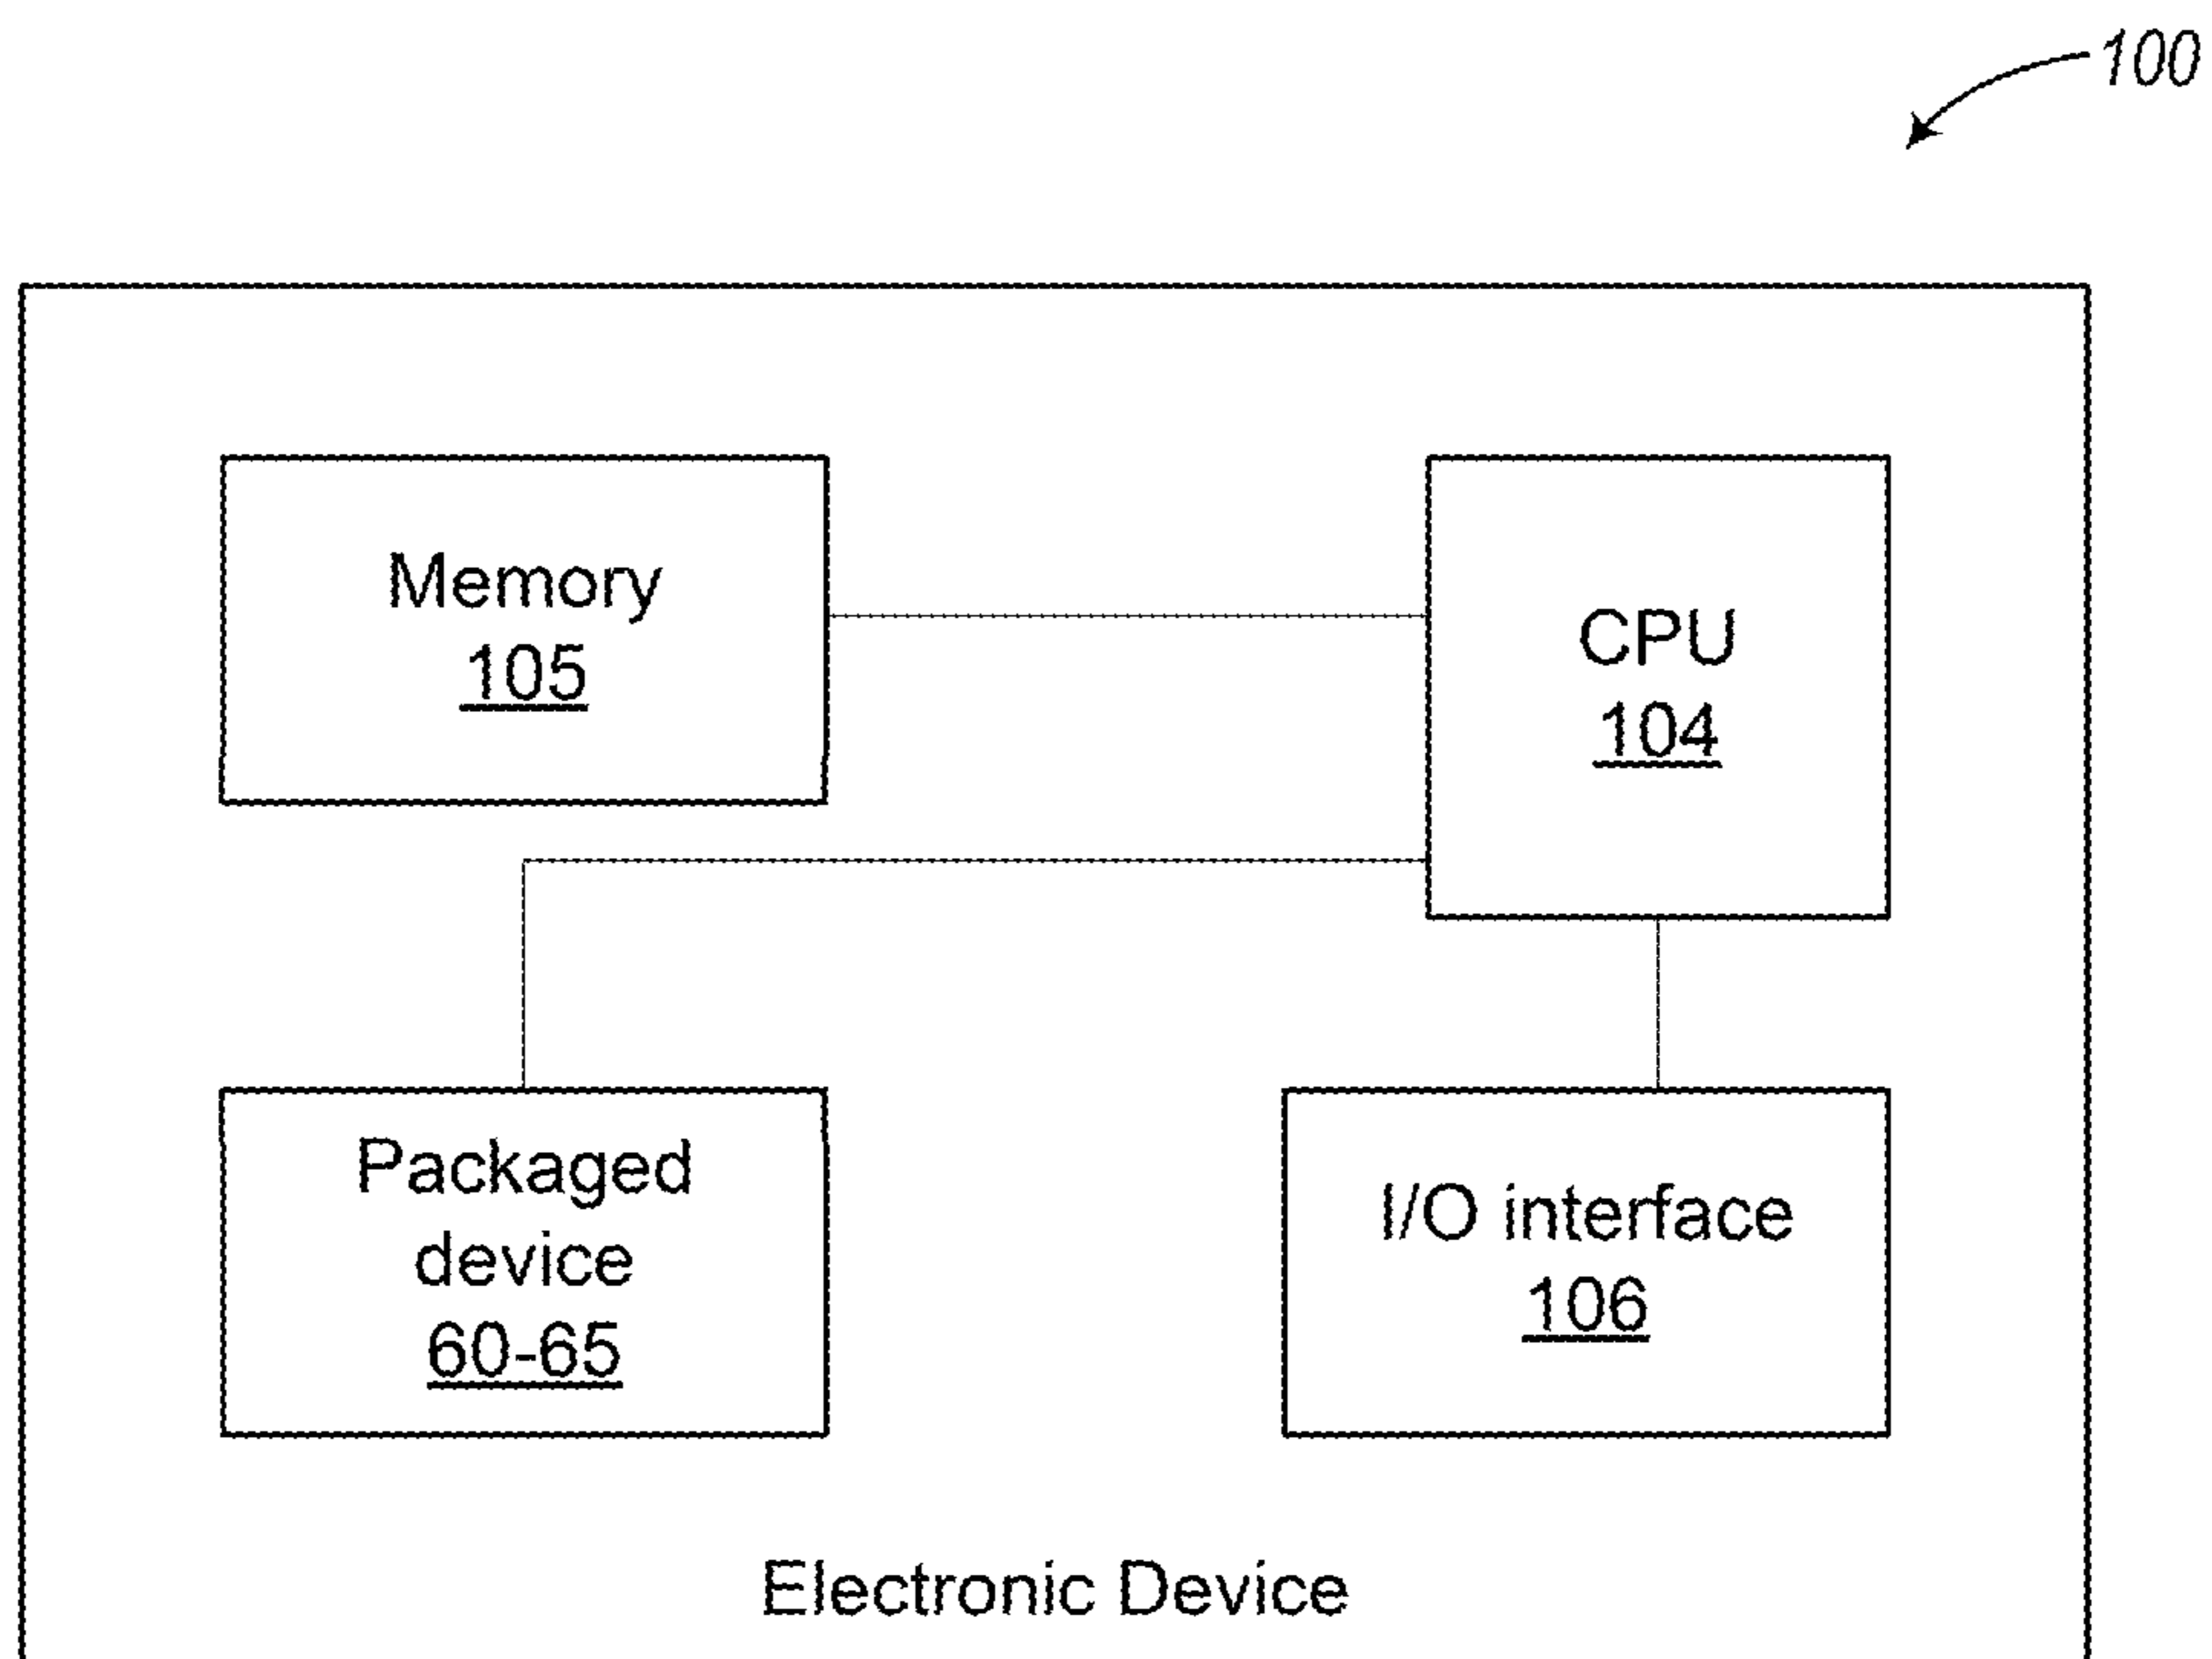 100
Memory
105
CPU
104
Packaged
device
60-65
I/O interface
106
Electronic Device